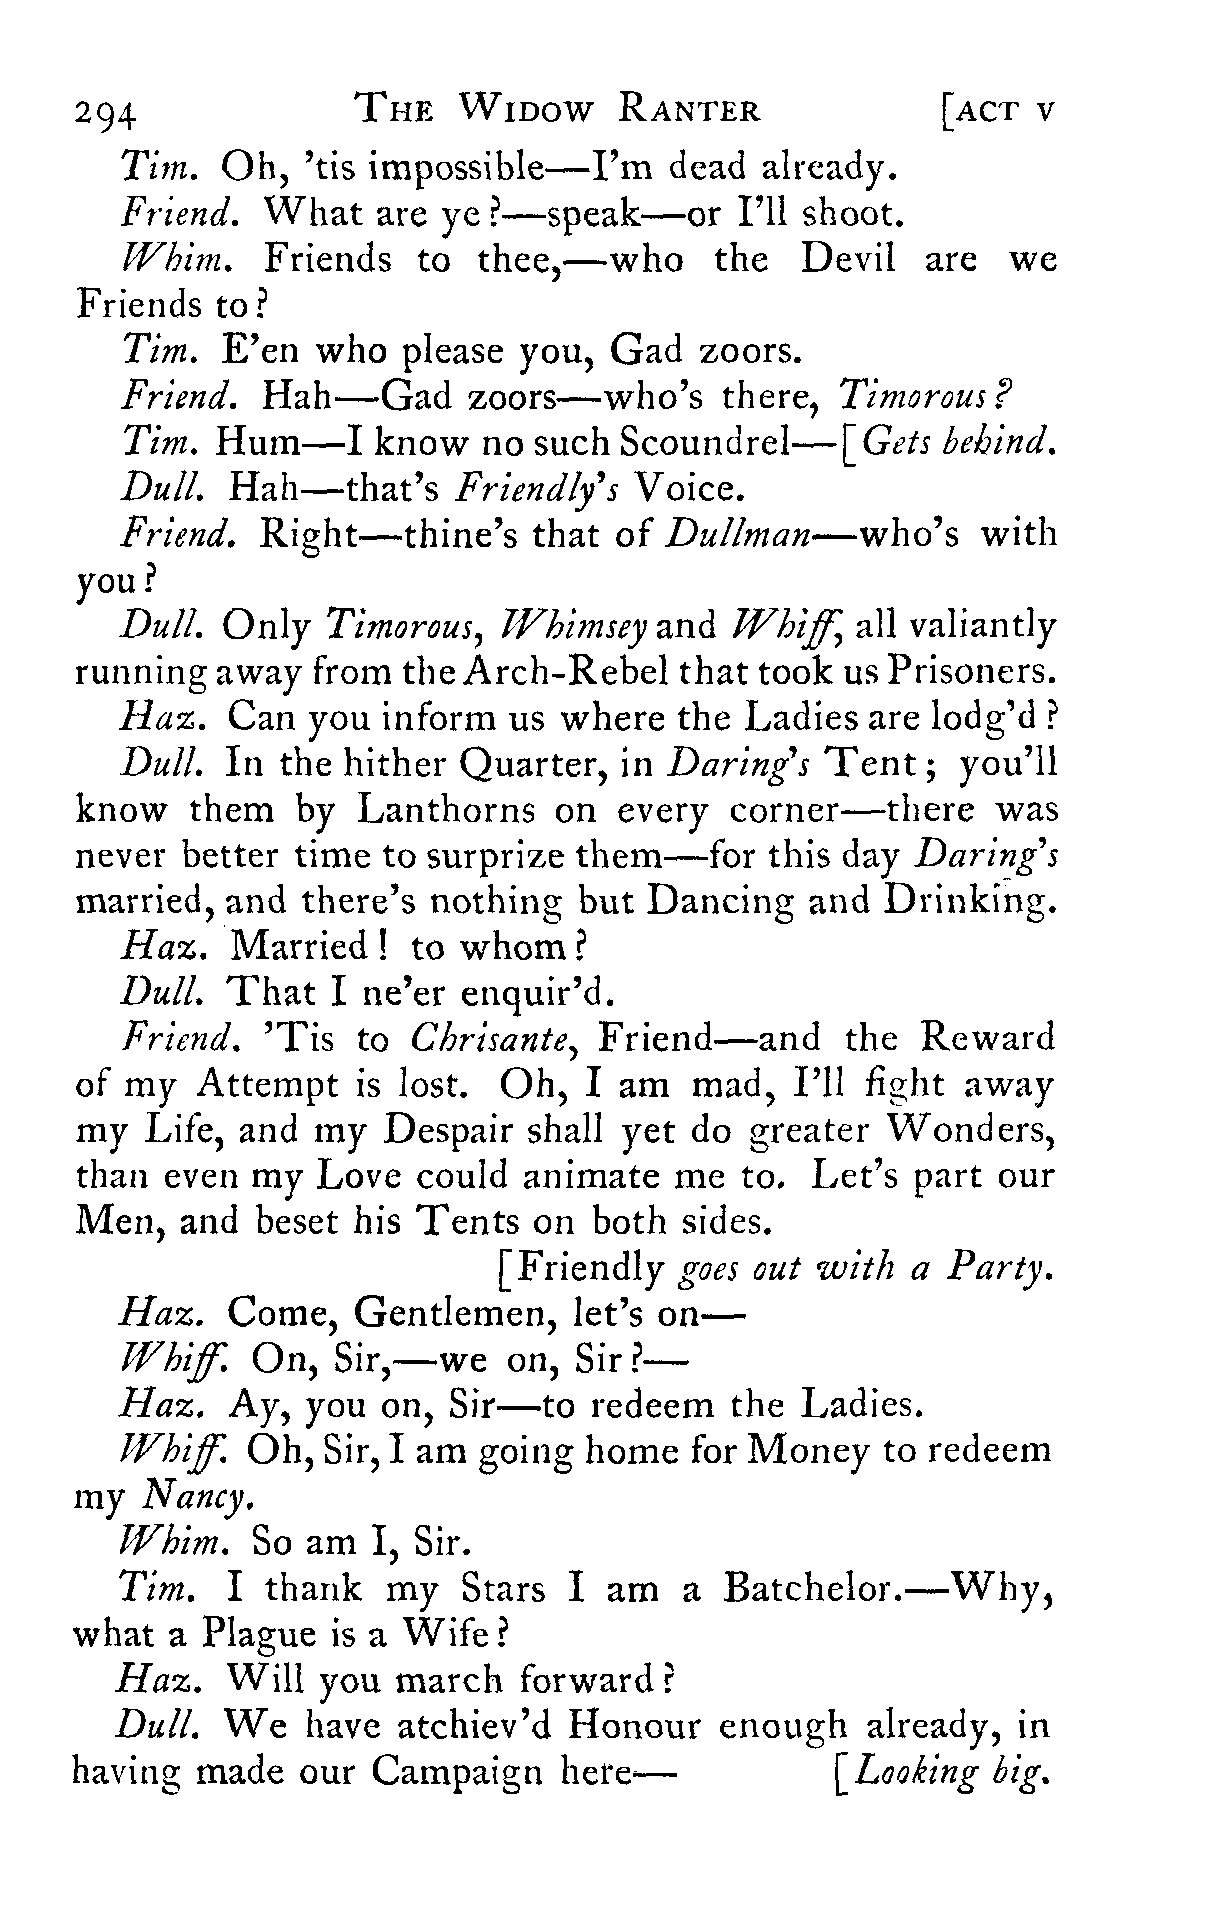 294 The Widow Ranter [act v
Tim. Oh, 'tis impossible—I'm dead already.
Friend. What are ye?—speak—or I'll shoot.
Whim. Friends to thee,—who the Devil are we
Friends to?
Tim. E'en who please you, Gad zoors.
Friend. Hah—Gad zoors—who's there, Timorous?
Tim. Hum—I know no such Scoundrel—[Gets behind.
Dull. Hah—that's Friendly's Voice.
Friend. Right—thine's that of Dullman—who's with
you?
Dull. Only Timorous, Whimsey and Whiff, all valiantly
running away from the Arch-Rebel that took us Prisoners.
Haz. Can you inform us where the Ladies are lodg'd?
Dull. In the hither Quarter, in Daring's Tent; you'll
know them by Lanthorns on every corner—there was
never better time to surprize them—for this day Daring's
married, and there's nothing but Dancing and Drinking.
Haz. Married! to whom?
Dull. That I ne'er enquir'd.
Friend. 'Tis to Chrisante, Friend—and the Reward
of my Attempt is lost. Oh, I am mad, I'll fight away
my Life, and my Despair shall yet do greater Wonders,
than even my Love could animate me to. Let's part our
Men, and beset his Tents on both sides.
[Friendly goes out with a Party.
Haz. Come, Gentlemen, let's on—
Whiff. On, Sir,—we on, Sir?—
Haz. Ay, you on, Sir—to redeem the Ladies.
Whiff. Oh, Sir, I am going home for Money to redeem
my Nancy.
Whim. So am I, Sir.
Tim. I thank my Stars I am a Batchelor.—Why,
what a Plague is a Wife?
Haz. Will you march forward?
Dull. We have atchiev'd Honour enough already, in
having made our Campaign here— [Looking big.